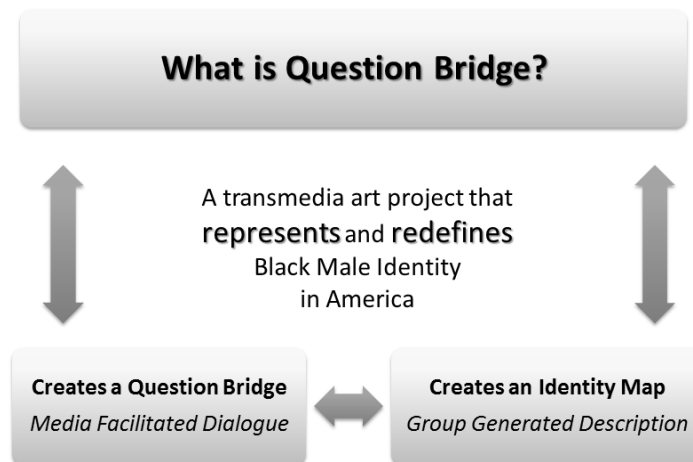 What is Question Bridge?
A transmedia art project that
represents and redefines
Black Male Identity
in America
Creates a Question Bridge
Media Facilitated Dialogue
Creates an Identity Map
Group Generated Description